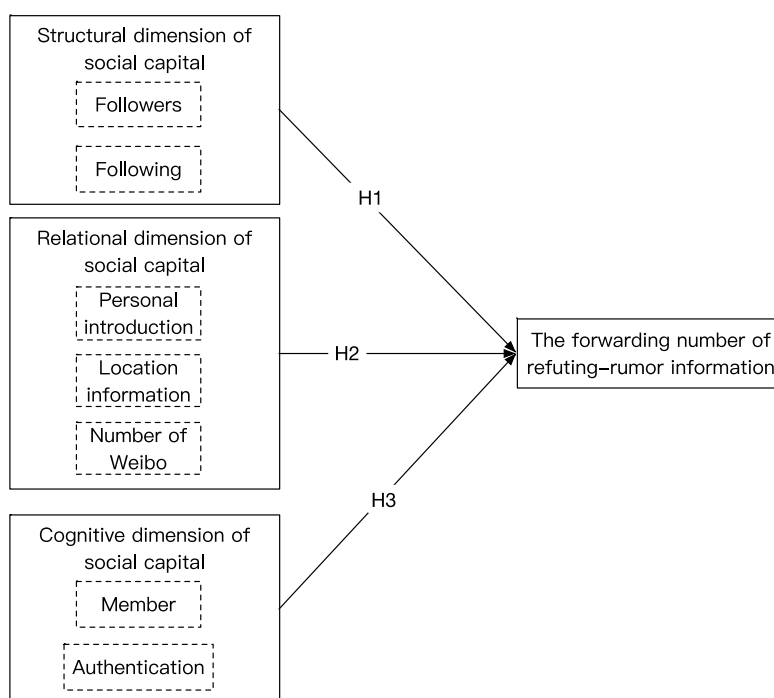 Structural dimension of
social capital
Followers
Following
H1
Relational dimension of
social capital
Personal
introduction
Location
information
Number of
Weibo
H2
The forwarding number of
refuting–rumor information
H3
Cognitive dimension of
social capital
Member
Authentication